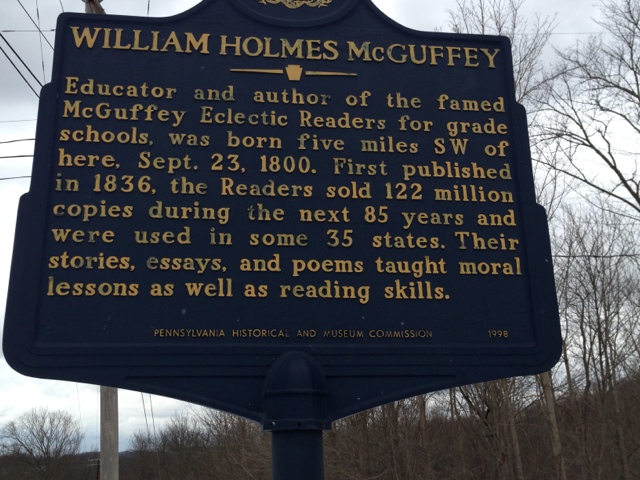 WILLIAM HOLMES McGUFFEY
Educator and author of the famed
McGuffey Eclectic Readers for grade
schools, was born five miles SW of
here, Sept. 23, 1800. First published
in 1836, the Readers sold 122 million
copies during the next 85 years and
were used in some 35 states. Their
stories, essays, and poems taught moral
lessons as well as reading skills.
PENNSYLVANIA HISTORICAL AND MUSEUM COMMISSION 1998